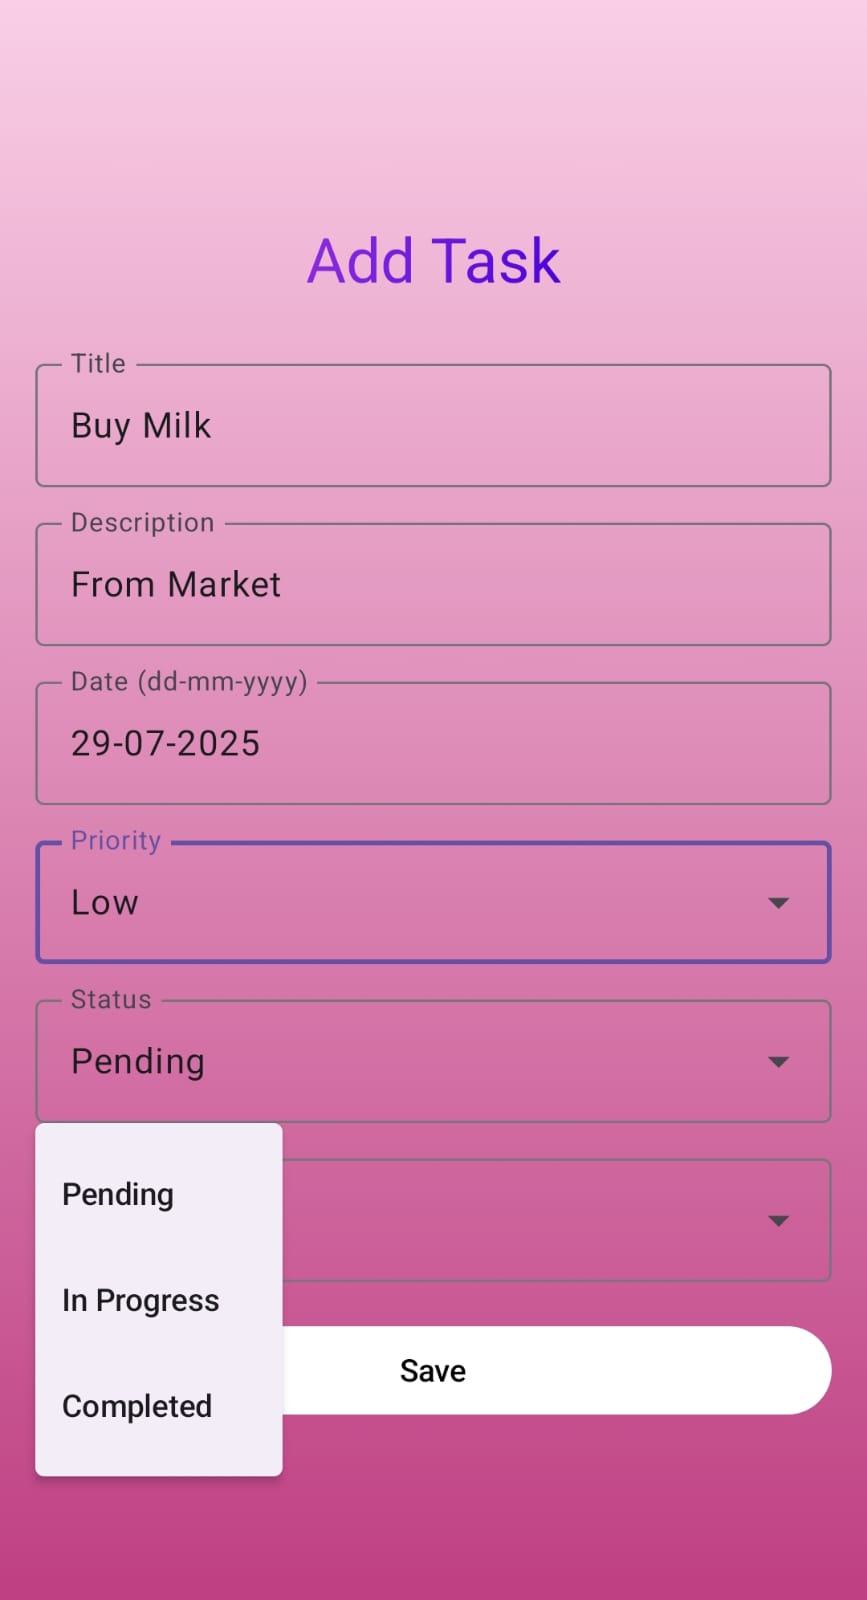 Add Task
Title
Buy Milk
Description
From Market
Date (dd-mm-yyyy)
29-07-2025
Priority
Low
Status
Pending
Pending
In Progress
Completed
Save